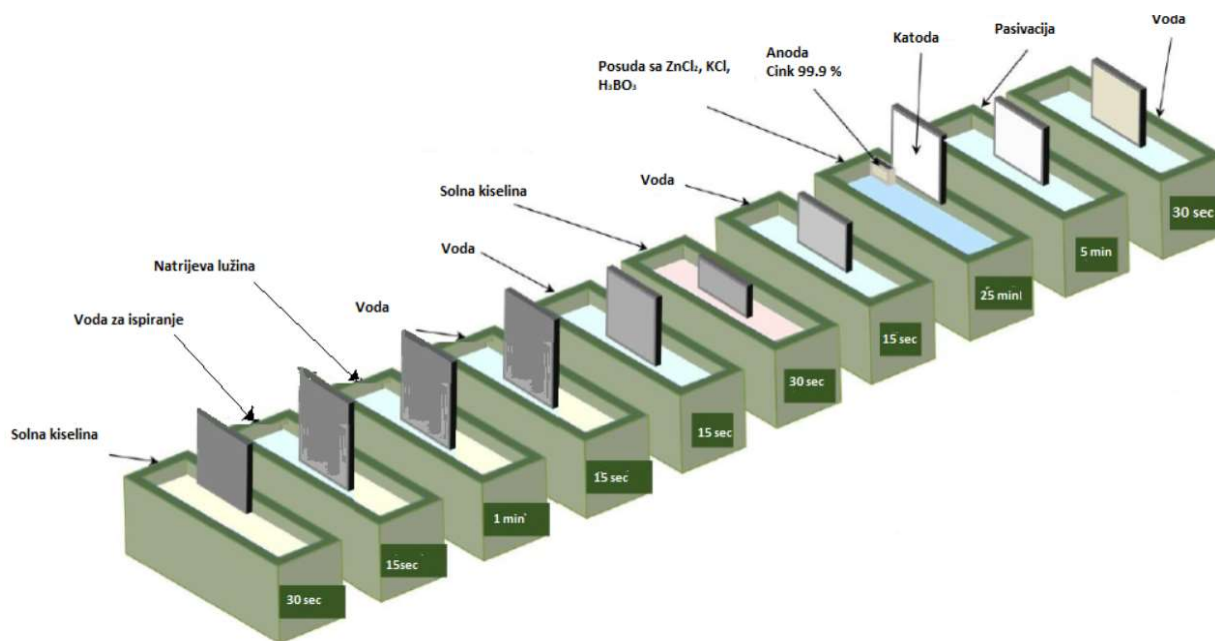 Solna kiselina
Voda za ispiranje
Natrijeva lužina
Voda
Voda
Solna kiselina
Voda
Posuda sa ZnCl₂, KCl,
H₃BO₃
Anoda
Cink 99.9 %
Katoda
Pasivacija
Voda
30 sec
15sec
1 min
15 sec
15 sec
30 sec
15 sec
25 min
5 min
30 sec